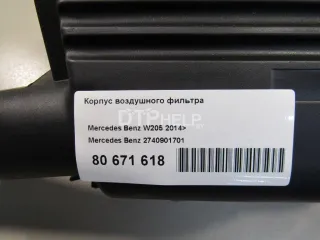 Корпус воздушного фильтра
DTPHELP
Mercedes Benz W205 2014>
Mercedes Benz 2740901701
80 671 618